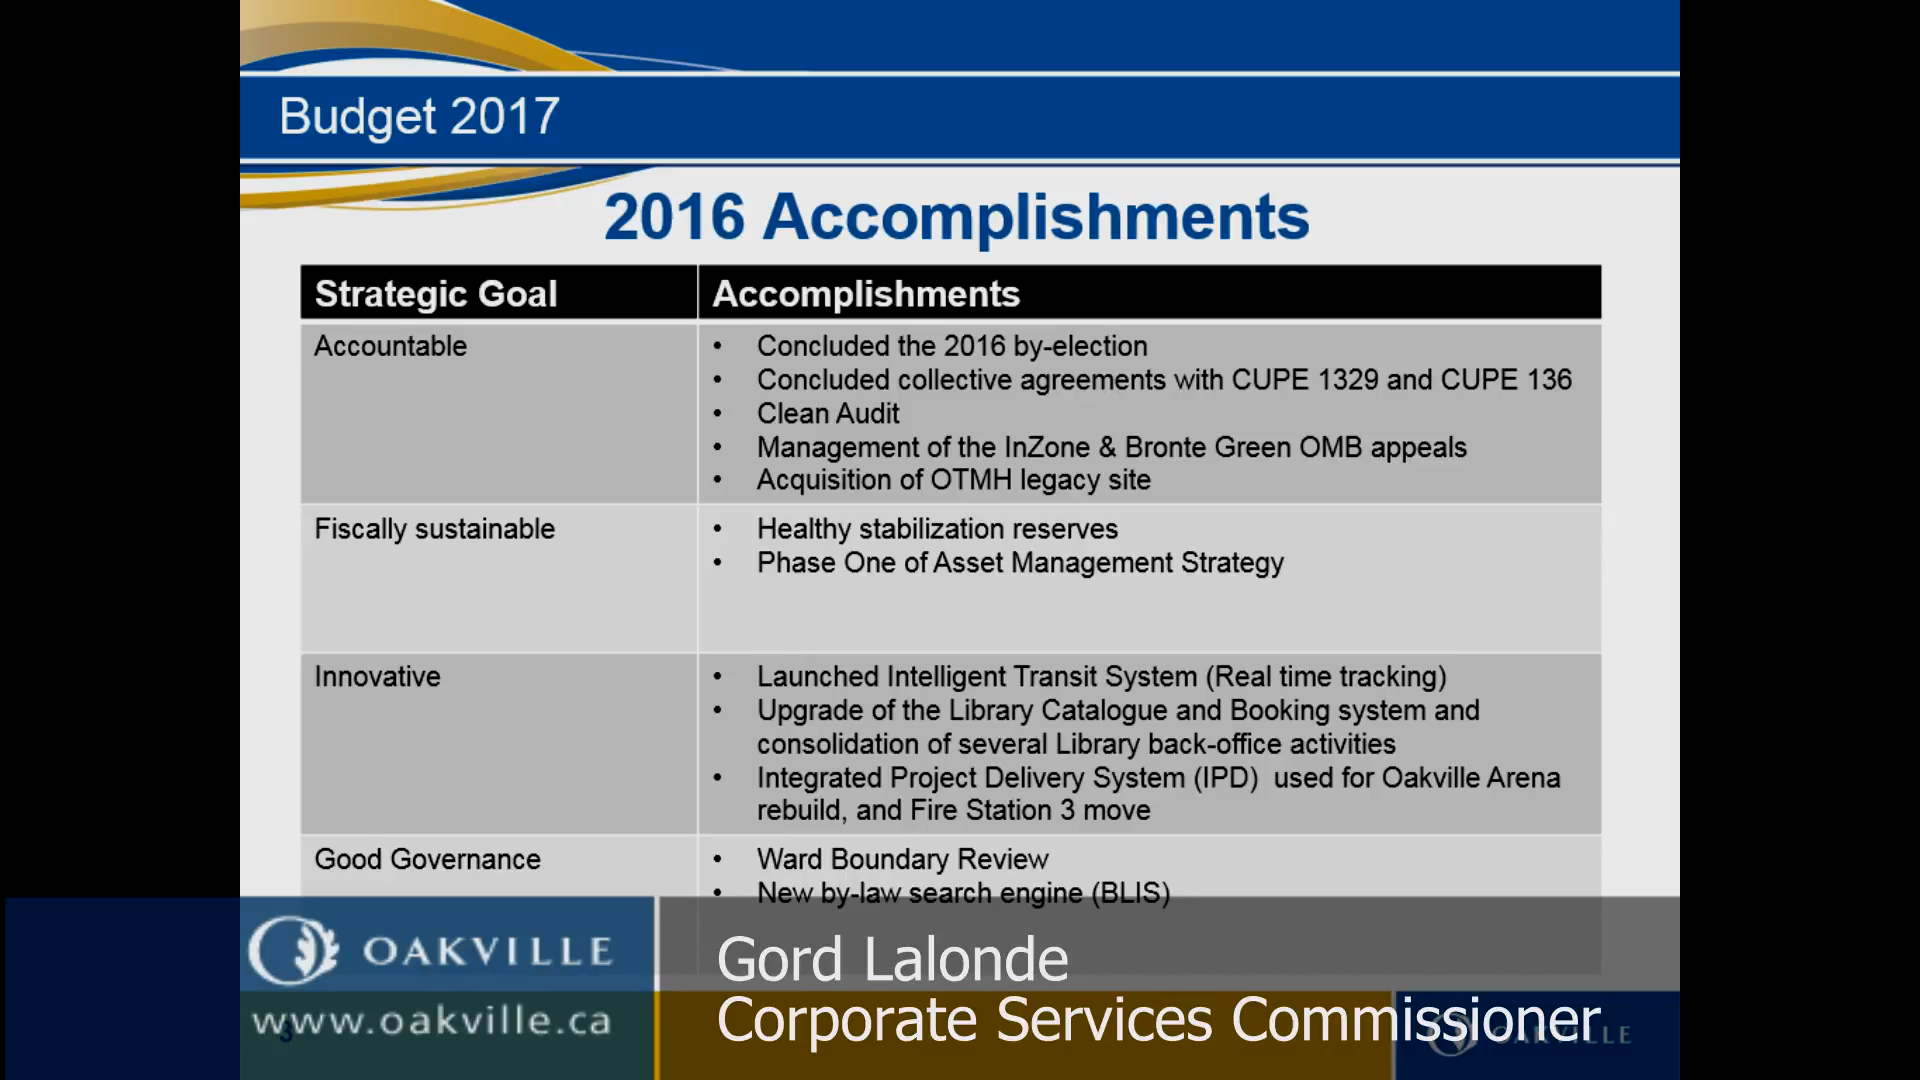 Budget 2017
2016 Accomplishments
Strategic Goal
Accomplishments
Accountable
• Concluded the 2016 by-election
• Concluded collective agreements with CUPE 1329 and CUPE 136
• Clean Audit
• Management of the InZone & Bronte Green OMB appeals
• Acquisition of OTMH legacy site
Fiscally sustainable
• Healthy stabilization reserves
• Phase One of Asset Management Strategy
Innovative
• Launched Intelligent Transit System (Real time tracking)
• Upgrade of the Library Catalogue and Booking system and
consolidation of several Library back-office activities
• Integrated Project Delivery System (IPD) used for Oakville Arena
rebuild, and Fire Station 3 move
Good Governance
• Ward Boundary Review
• New by-law search engine (BLIS)
OAKVILLE
www.oakville.ca
3
Gord Lalonde
Corporate Services Commissioner
OAKVILLE